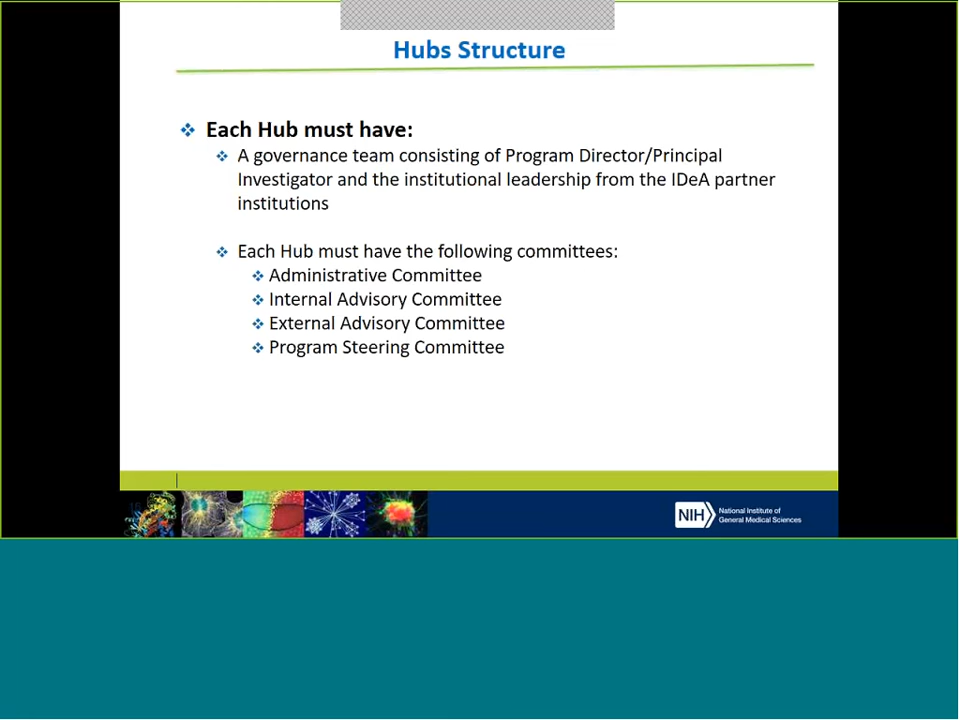 Hubs Structure
Each Hub must have:
A governance team consisting of Program Director/Principal
Investigator and the institutional leadership from the IDeA partner
institutions
Each Hub must have the following committees:
Administrative Committee
Internal Advisory Committee
External Advisory Committee
Program Steering Committee
NIH
National Institute of
General Medical Sciences